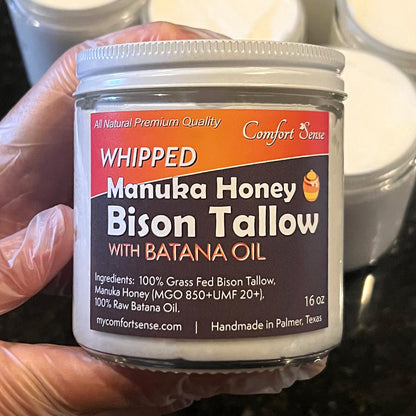 All Natural Premium Quality
Comfort Sense
WHIPPED
Manuka Honey
Bison Tallow
WITH BATANA OIL
Ingredients: 100% Grass Fed Bison Tallow,
Manuka Honey (MGO 850+UMF 20+),
100% Raw Batana Oil.
16 oz
mycomfortsense.com | Handmade in Palmer, Texas